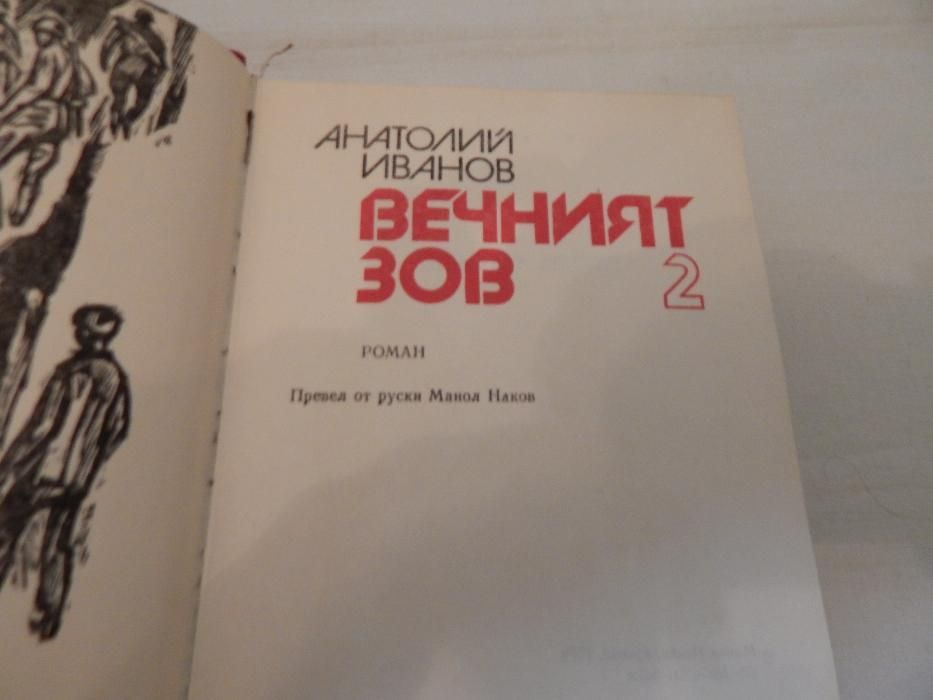 АНАТОЛИЙ
ИВАНОВ
ВЕЧНИЯТ
ЗОВ 2
РОМАН
Превел от руски Манол Наков